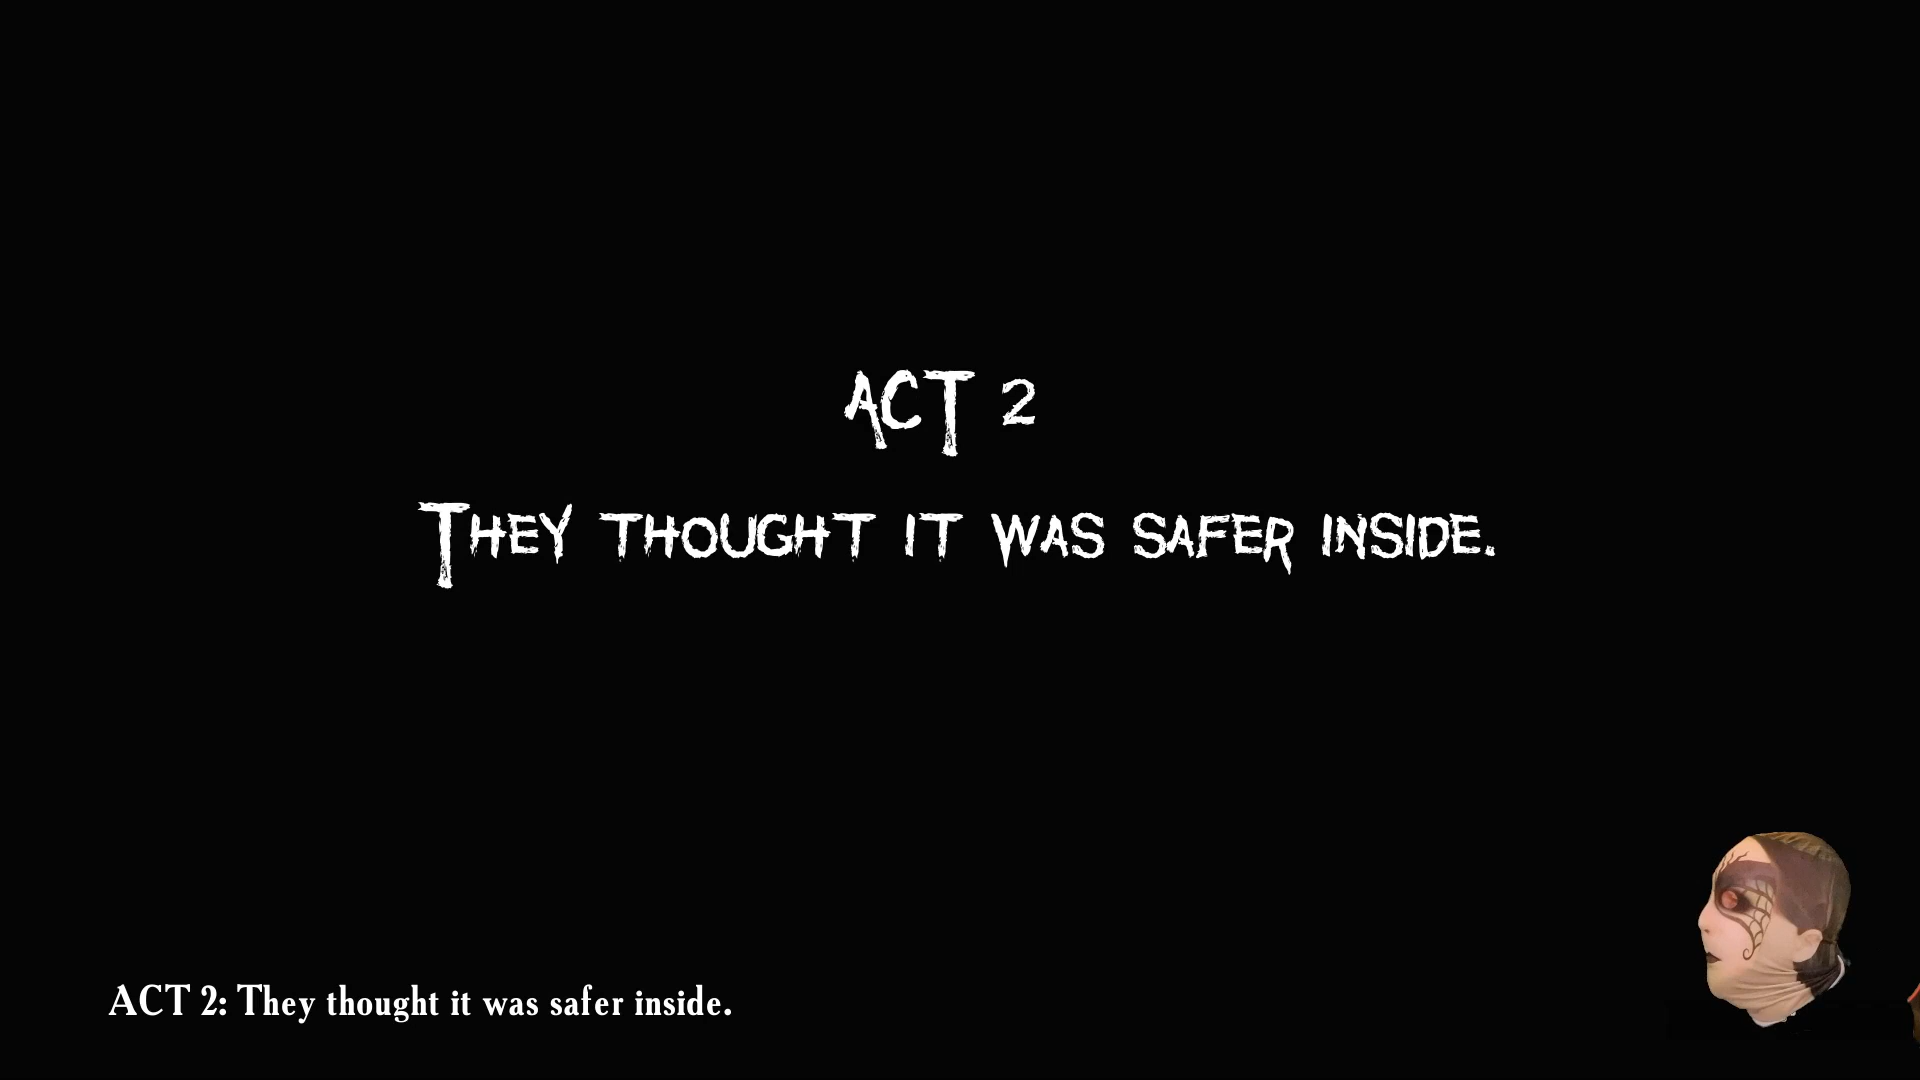 ACT 2
They thought it was safer inside.
ACT 2: They thought it was safer inside.